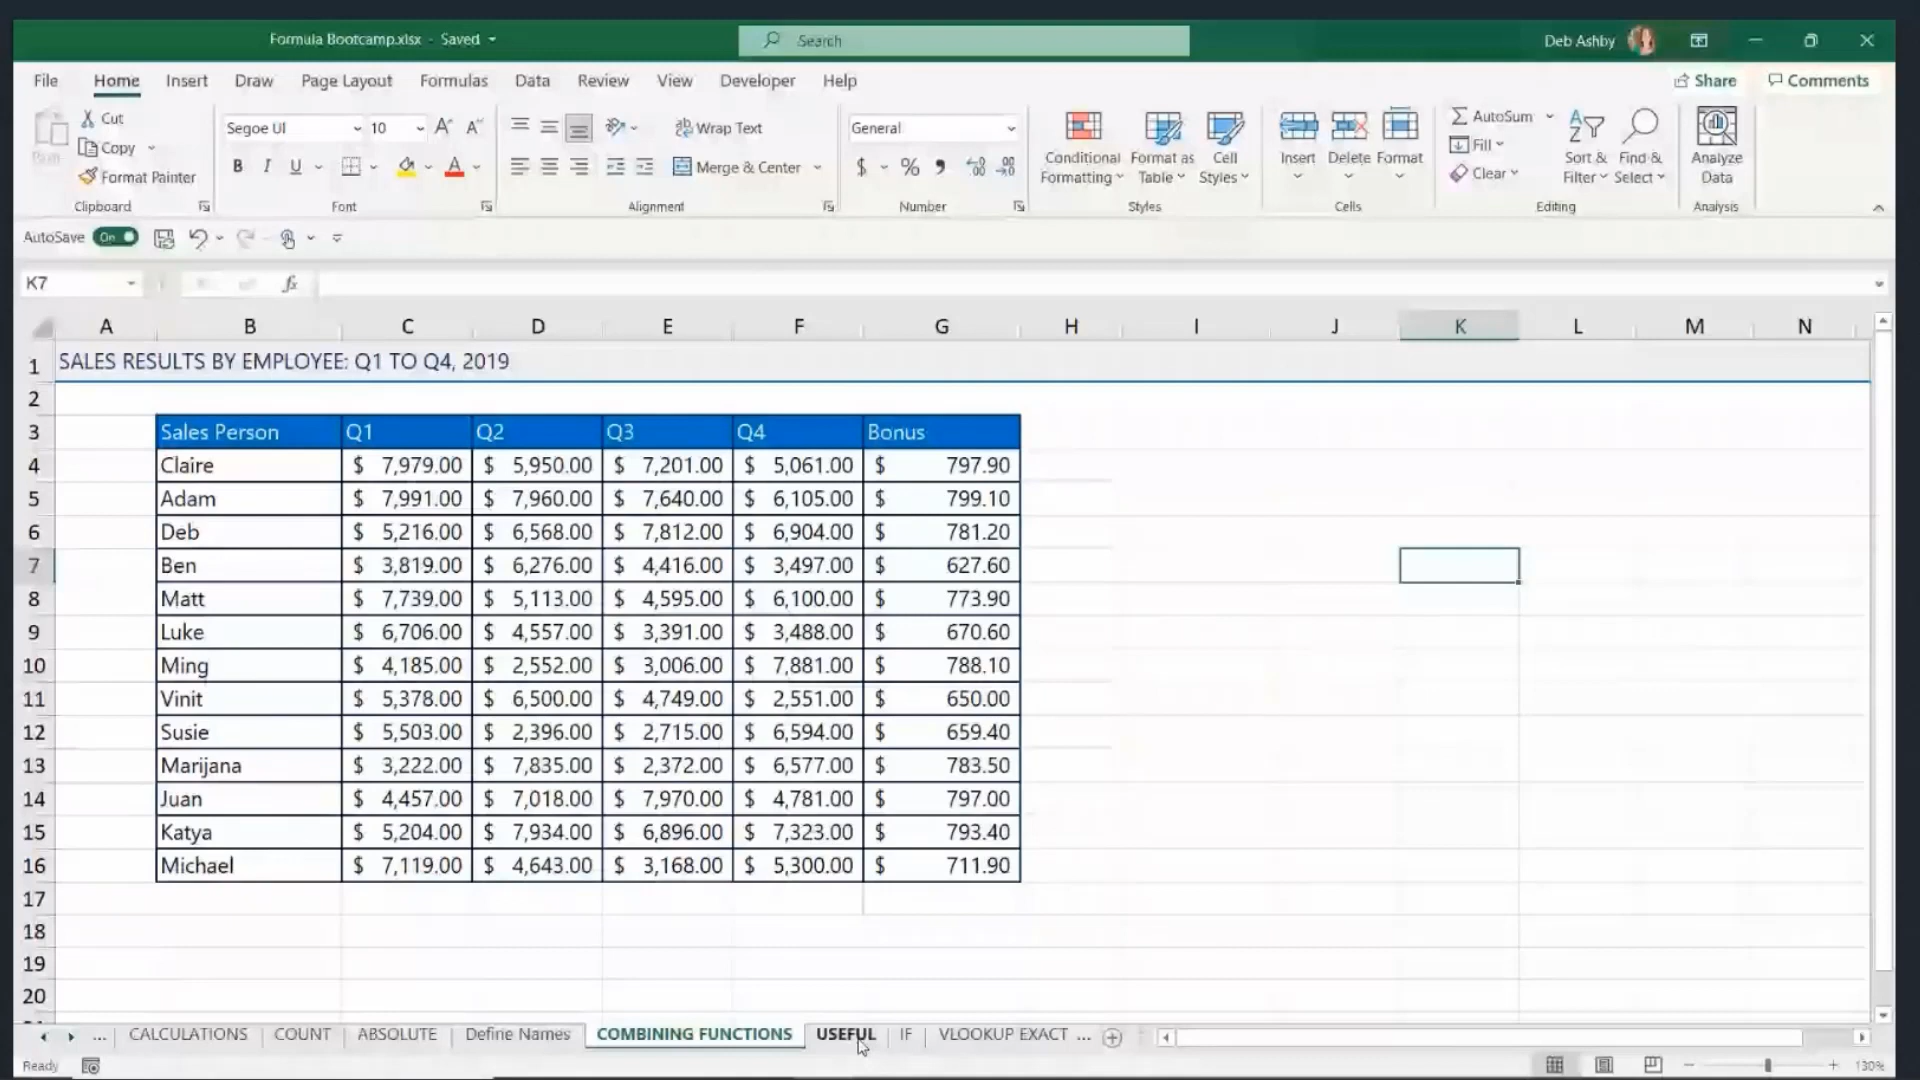 Formula Bootcamp.xlsx - Saved
Search
Deb Ashby
File Home Insert Draw Page Layout Formulas Data Review View Developer Help
Share Comments
Cut
Copy
Format Painter
Clipboard
Segoe UI 10
B I U
Font
Wrap Text
Merge & Center
Alignment
General
$ % ,
Number
Conditional Formatting
Format as Table
Cell Styles
Styles
Insert Delete Format
Cells
AutoSum
Fill
Clear
Sort & Filter
Find & Select
Editing
Analyze Data
Analysis
AutoSave On
K7 fx
A B C D E F G H I J K L M N
1 SALES RESULTS BY EMPLOYEE: Q1 TO Q4, 2019
2
3 Sales Person Q1 Q2 Q3 Q4 Bonus
4 Claire $ 7,979.00 $ 5,950.00 $ 7,201.00 $ 5,061.00 $ 797.90
5 Adam $ 7,991.00 $ 7,960.00 $ 7,640.00 $ 6,105.00 $ 799.10
6 Deb $ 5,216.00 $ 6,568.00 $ 7,812.00 $ 6,904.00 $ 781.20
7 Ben $ 3,819.00 $ 6,276.00 $ 4,416.00 $ 3,497.00 $ 627.60
8 Matt $ 7,739.00 $ 5,113.00 $ 4,595.00 $ 6,100.00 $ 773.90
9 Luke $ 6,706.00 $ 4,557.00 $ 3,391.00 $ 3,488.00 $ 670.60
10 Ming $ 4,185.00 $ 2,552.00 $ 3,006.00 $ 7,881.00 $ 788.10
11 Vinit $ 5,378.00 $ 6,500.00 $ 4,749.00 $ 2,551.00 $ 650.00
12 Susie $ 5,503.00 $ 2,396.00 $ 2,715.00 $ 6,594.00 $ 659.40
13 Marijana $ 3,222.00 $ 7,835.00 $ 2,372.00 $ 6,577.00 $ 783.50
14 Juan $ 4,457.00 $ 7,018.00 $ 7,970.00 $ 4,781.00 $ 797.00
15 Katya $ 5,204.00 $ 7,934.00 $ 6,896.00 $ 7,323.00 $ 793.40
16 Michael $ 7,119.00 $ 4,643.00 $ 3,168.00 $ 5,300.00 $ 711.90
17
18
19
20
... CALCULATIONS COUNT ABSOLUTE Define Names COMBINING FUNCTIONS USEFUL IF VLOOKUP EXACT ...
Ready 130%